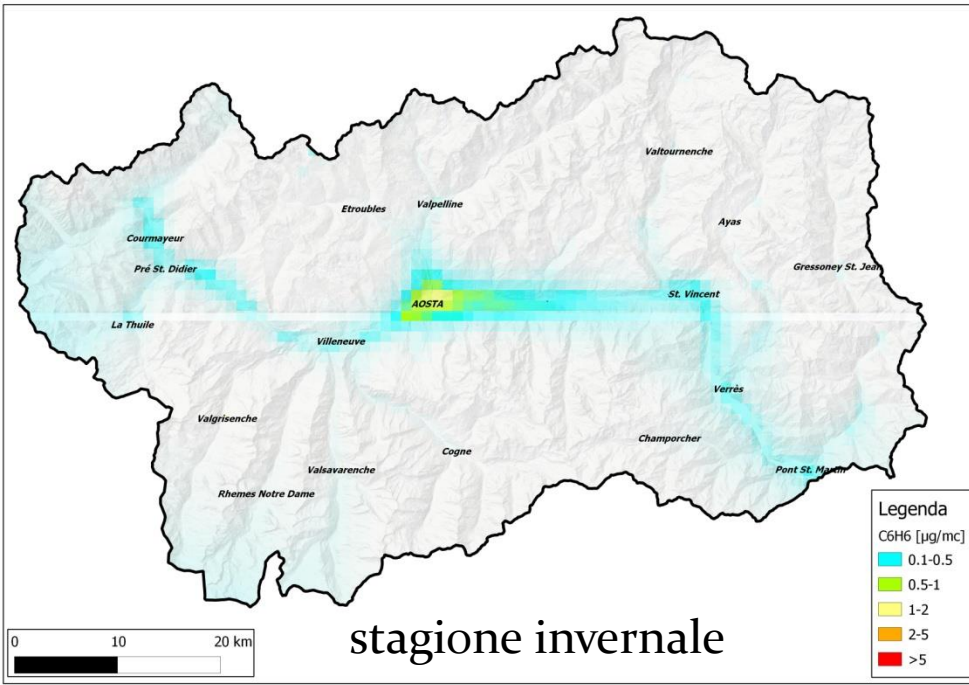 Valtournenche
Etroubles
Valpelline
Ayas
Courmayeur
Pré St. Didier
Gressoney St. Jean
St. Vincent
AOSTA
La Thuile
Villeneuve
Verrès
Valgrisenche
Champorcher
Cogne
Valsavarenche
Pont St. Martin
Rhemes Notre Dame
Legenda
C6H6 [µg/mc]
0.1-0.5
0.5-1
1-2
2-5
>5
0 10 20 km
stagione invernale